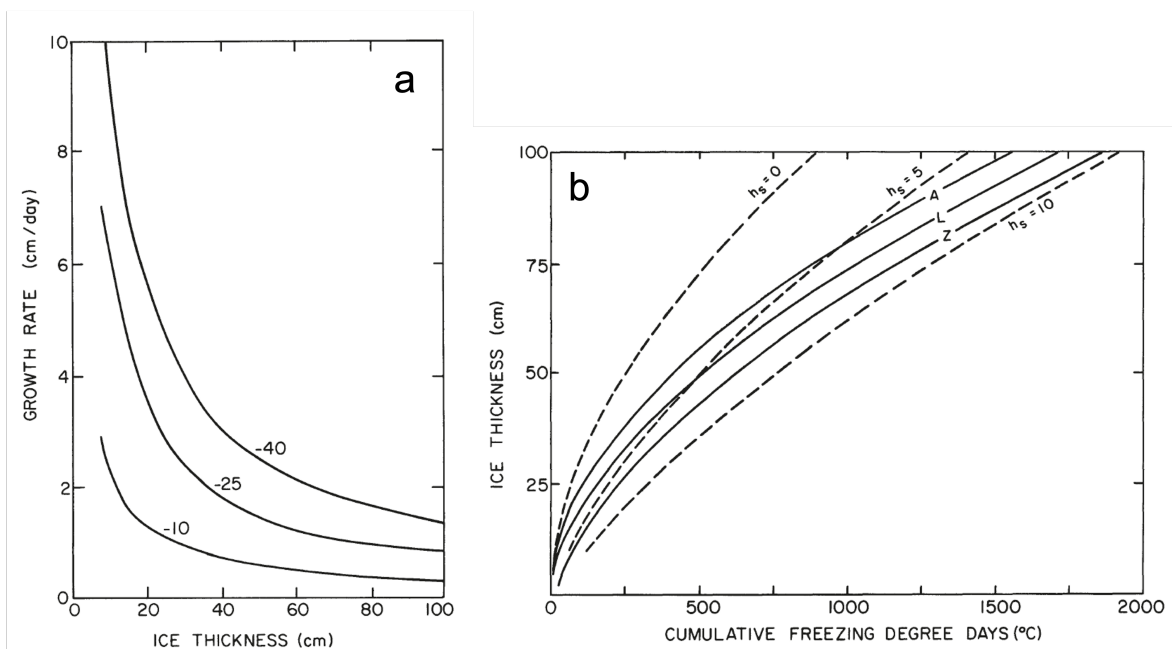 a
10
8
6
4
2
0
GROWTH RATE (cm/day)
-40
-25
-10
0 20 40 60 80 100
ICE THICKNESS (cm)
b
100
75
50
25
ICE THICKNESS (cm)
hs = 0
hs = 5
A
L
Z
hs = 10
0 500 1000 1500 2000
CUMULATIVE FREEZING DEGREE DAYS (°C)